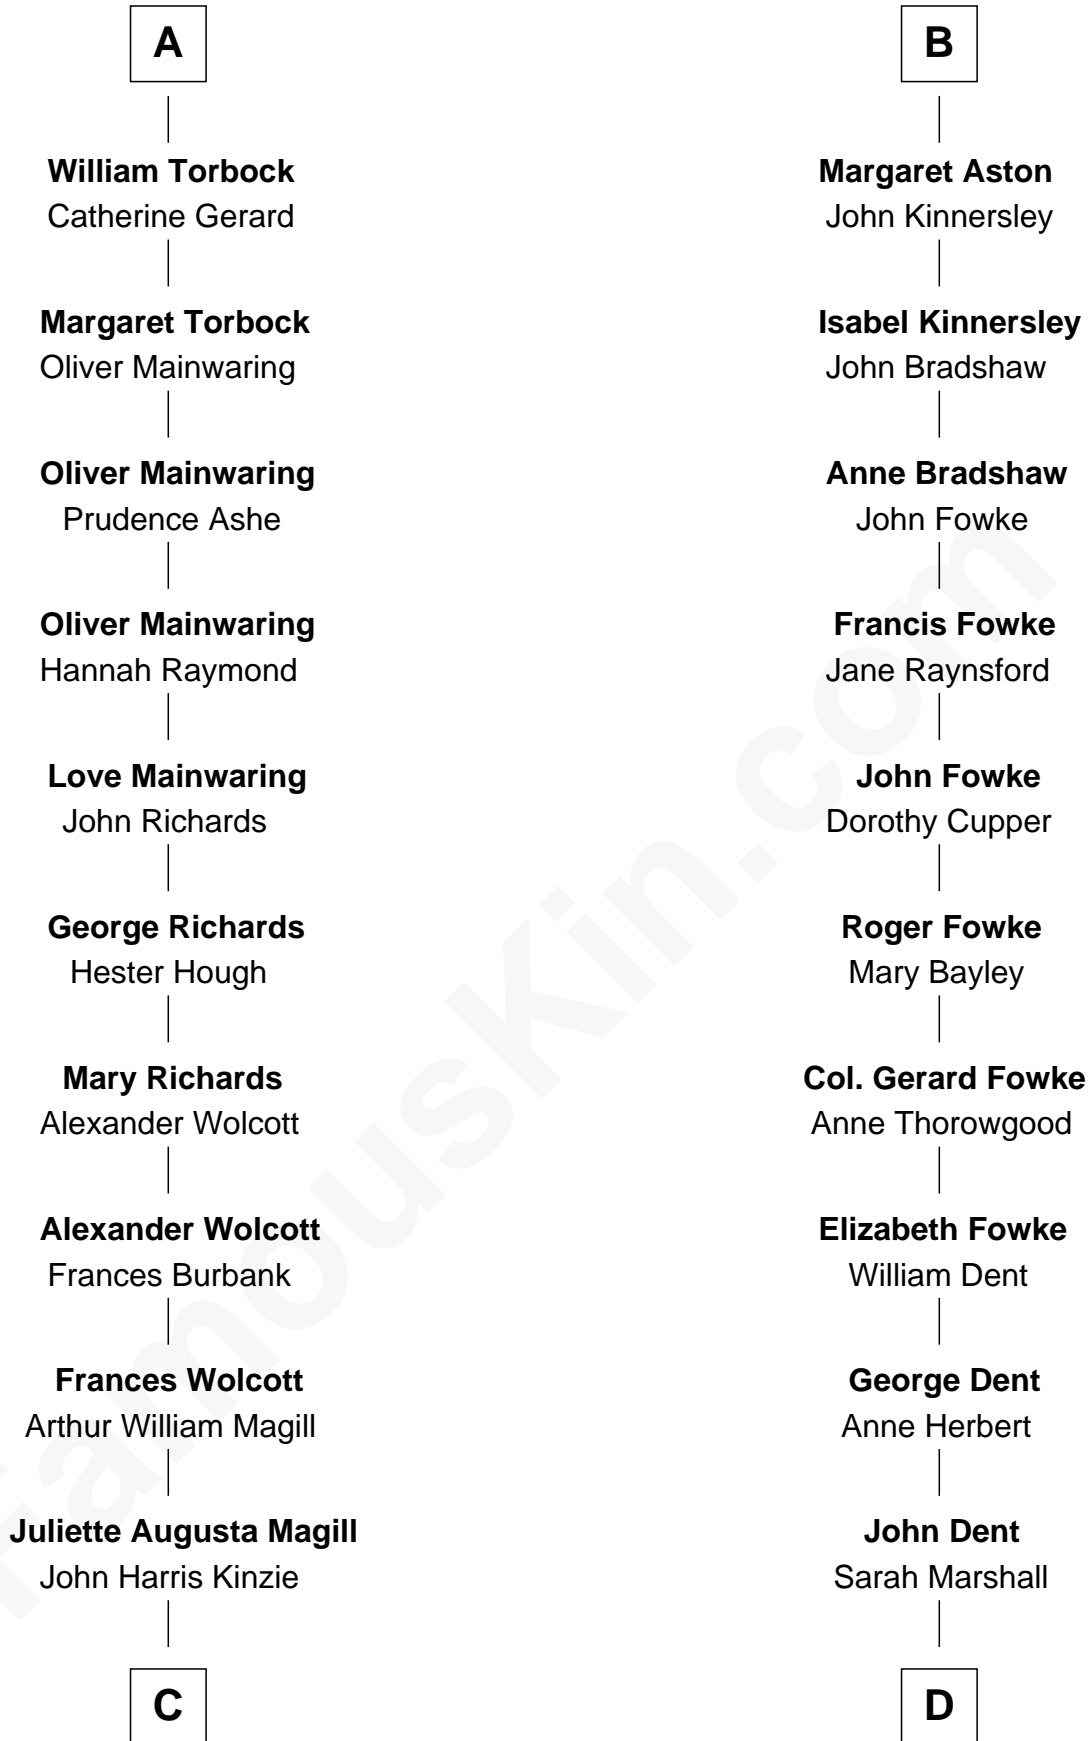 A
William Torbock
Catherine Gerard
Margaret Torbock
Oliver Mainwaring
Oliver Mainwaring
Prudence Ashe
Oliver Mainwaring
Hannah Raymond
Love Mainwaring
John Richards
George Richards
Hester Hough
Mary Richards
Alexander Wolcott
Alexander Wolcott
Frances Burbank
Frances Wolcott
Arthur William Magill
Juliette Augusta Magill
John Harris Kinzie
C
B
Margaret Aston
John Kinnersley
Isabel Kinnersley
John Bradshaw
Anne Bradshaw
John Fowke
Francis Fowke
Jane Raynsford
John Fowke
Dorothy Cupper
Roger Fowke
Mary Bayley
Col. Gerard Fowke
Anne Thorowgood
Elizabeth Fowke
William Dent
George Dent
Anne Herbert
John Dent
Sarah Marshall
D
FamousKin.com